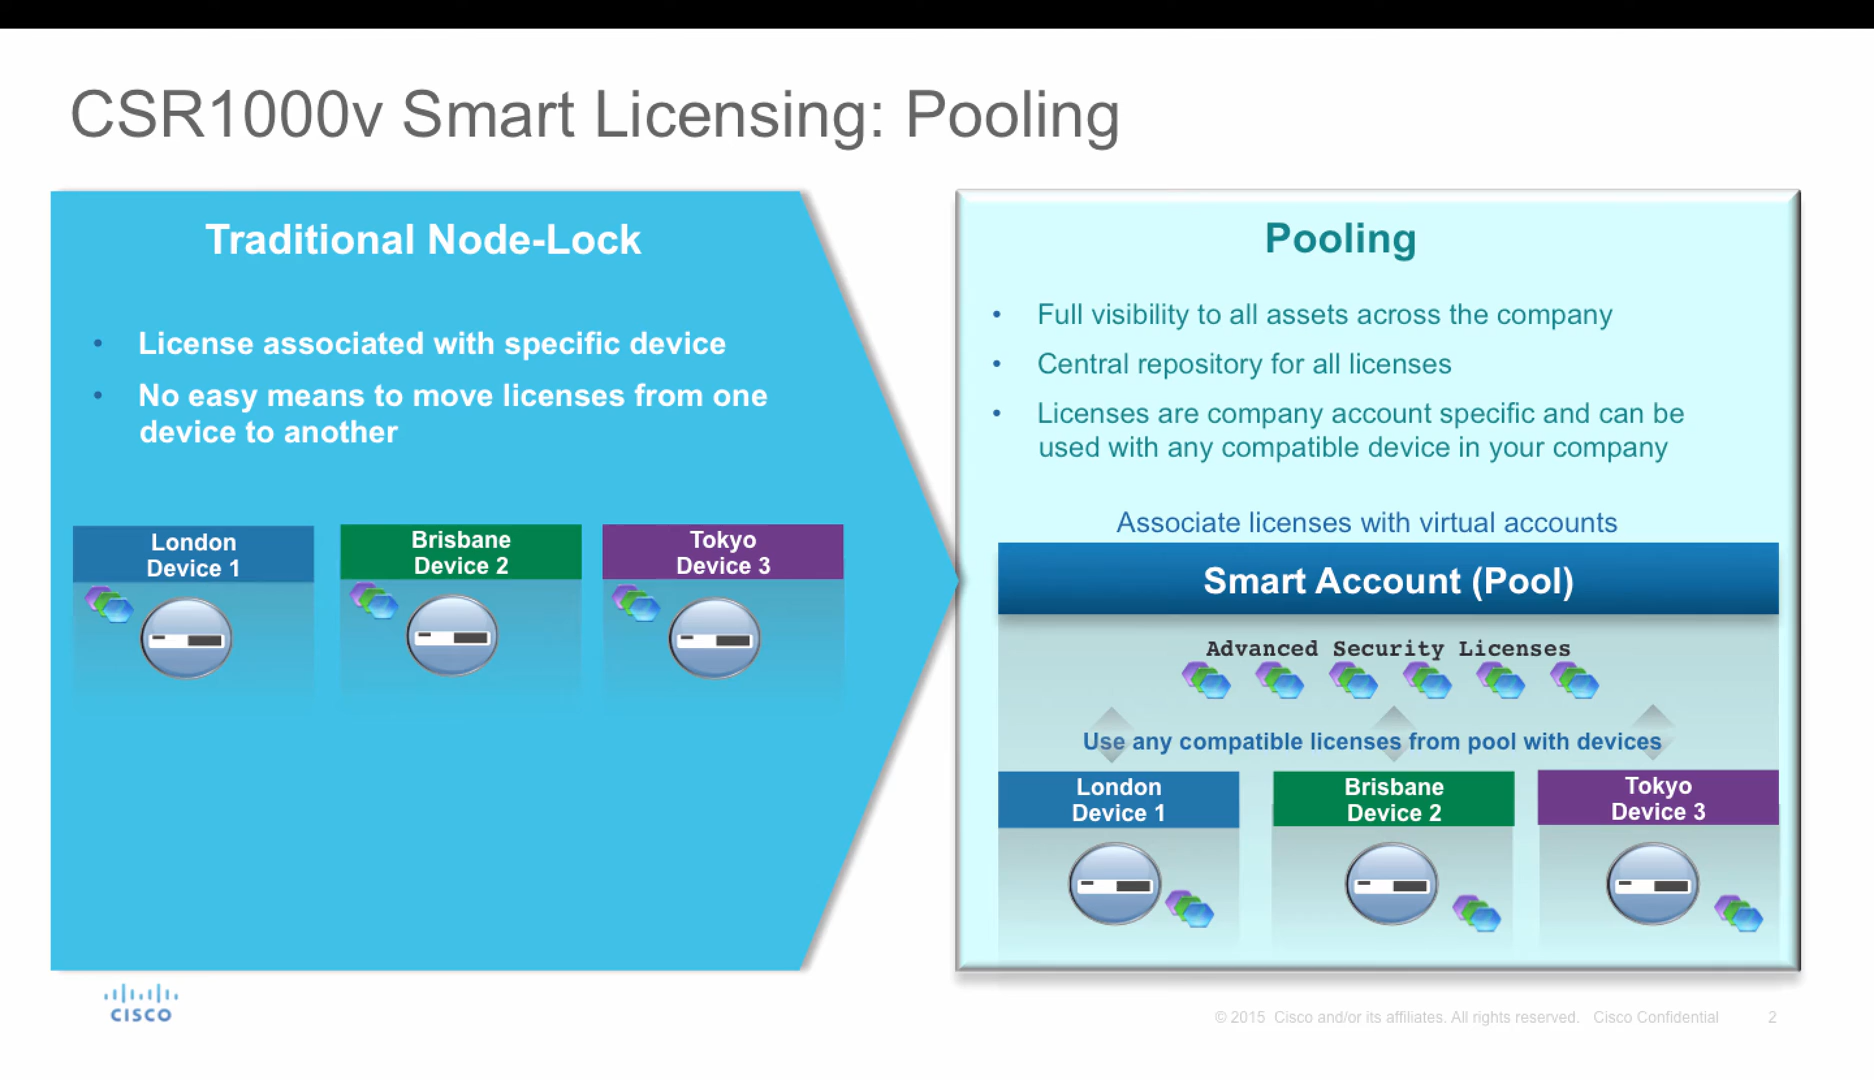 CSR1000v Smart Licensing: Pooling
Traditional Node-Lock
• License associated with specific device
• No easy means to move licenses from one
device to another
London
Device 1
Brisbane
Device 2
Tokyo
Device 3
Pooling
• Full visibility to all assets across the company
• Central repository for all licenses
• Licenses are company account specific and can be
used with any compatible device in your company
Associate licenses with virtual accounts
Smart Account (Pool)
Advanced Security Licenses
Use any compatible licenses from pool with devices
London
Device 1
Brisbane
Device 2
Tokyo
Device 3
CISCO
© 2015 Cisco and/or its affiliates. All rights reserved. Cisco Confidential 2